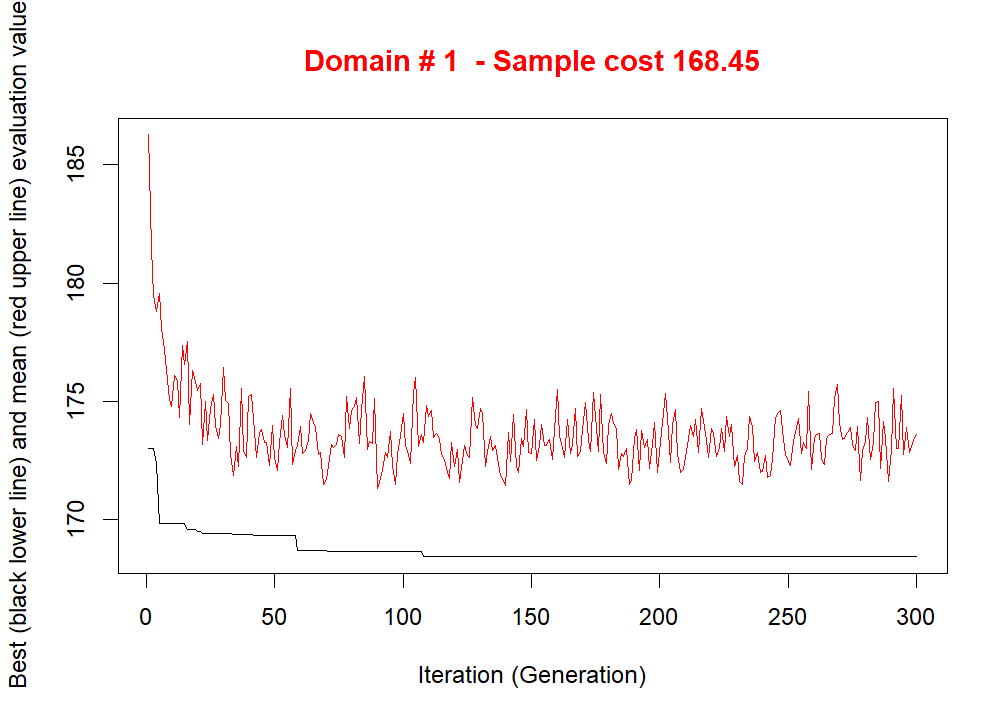 Domain # 1  - Sample cost 168.45
Best (black lower line) and mean (red upper line) evaluation value
185
180
175
170
0 50 100 150 200 250 300
Iteration (Generation)